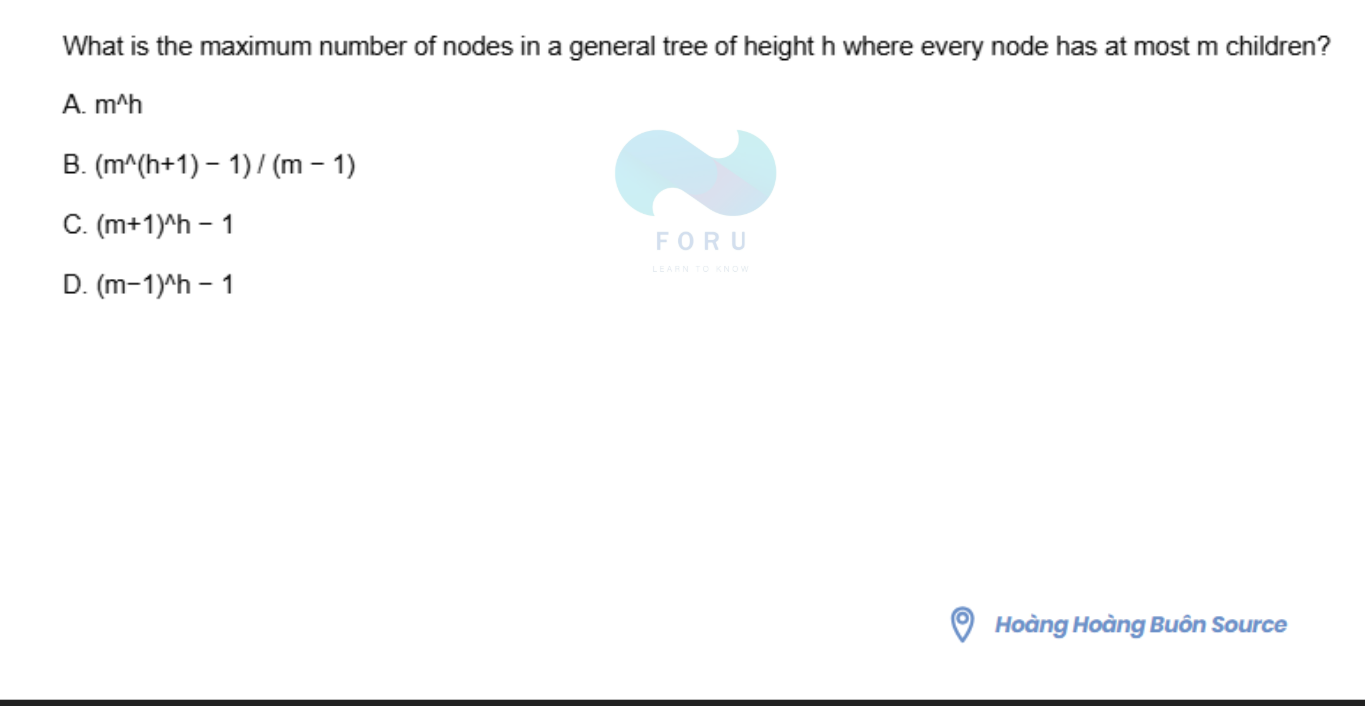 What is the maximum number of nodes in a general tree of height h where every node has at most m children?
A. m^h
B. (m^(h+1) − 1) / (m − 1)
C. (m+1)^h − 1
D. (m−1)^h − 1
FORU
LEARN TO KNOW
Hoàng Hoàng Buôn Source